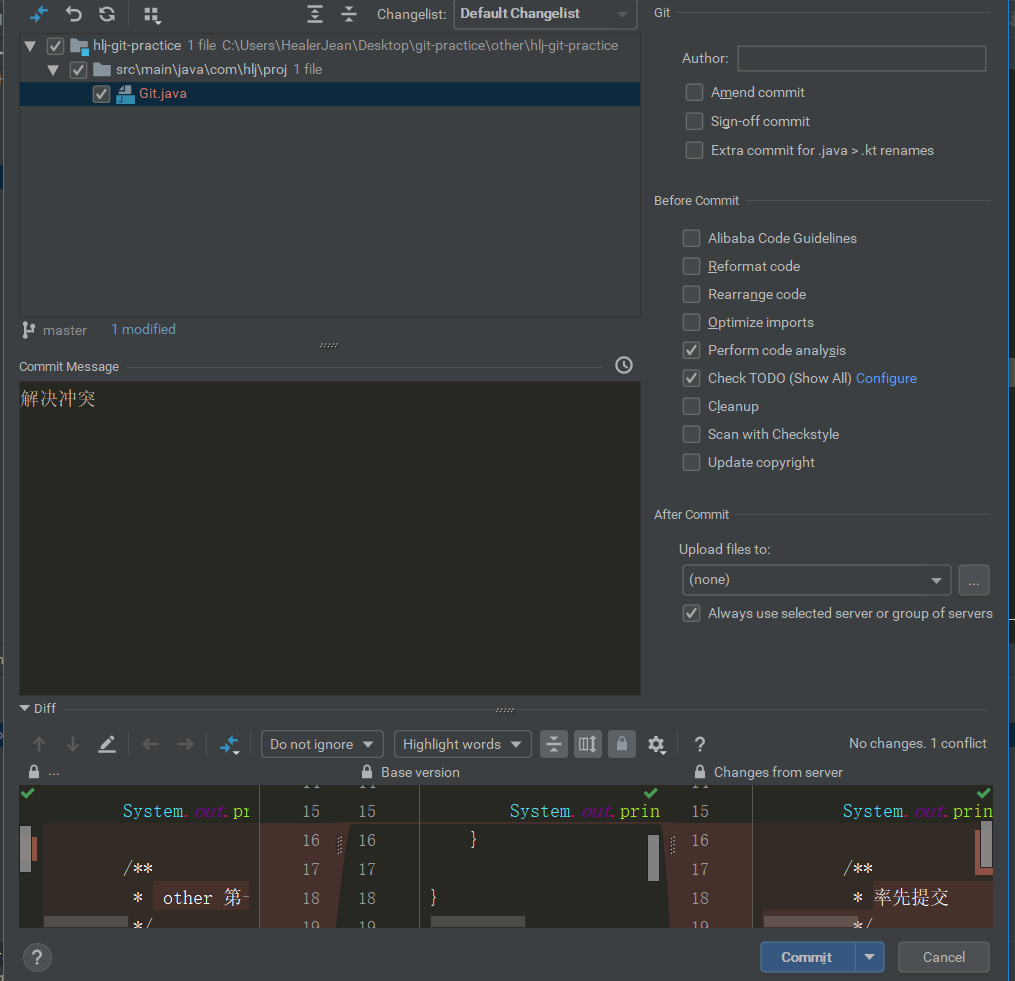 Changelist: Default Changelist
hlj-git-practice 1 file C:\Users\HealerJean\Desktop\git-practice\other\hlj-git-practice
src\main\java\com\hlj\proj 1 file
Git.java
master 1 modified
Commit Message
解决冲突
Git
Author:
Amend commit
Sign-off commit
Extra commit for .java > .kt renames
Before Commit
Alibaba Code Guidelines
Reformat code
Rearrange code
Optimize imports
Perform code analysis
Check TODO (Show All) Configure
Cleanup
Scan with Checkstyle
Update copyright
After Commit
Upload files to:
(none)
...
Always use selected server or group of servers
Diff
Do not ignore
Highlight words
?
No changes. 1 conflict
...
Base version
Changes from server
System.out.pr 15 15 System.out.prin 15 System.out.prin
16 16 } 16
/** 17 17 17 /**
* other 第一 18 18 } 18 * 率先提交
*/ 19 19 19 */
?
Commit
Cancel